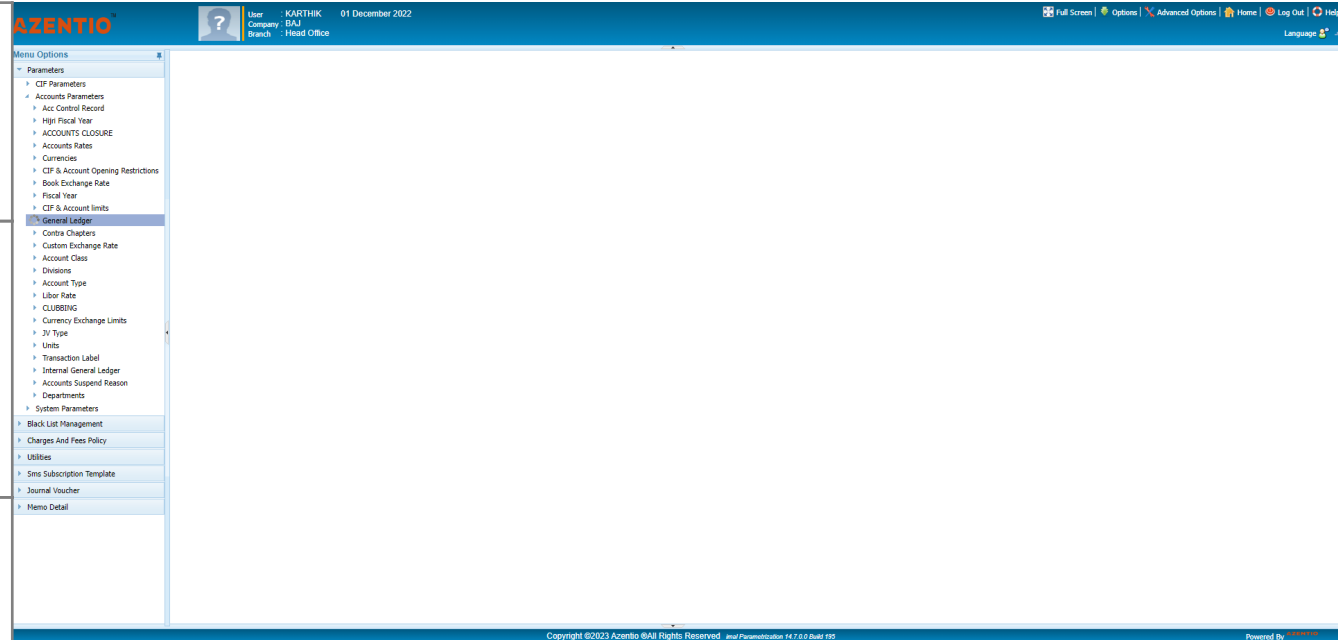 AZENTIO
User : KARTHIK 01 December 2022
Company : BAJ
Branch : Head Office
Full Screen | Options | Advanced Options | Home | Log Out | Help
Language
Menu Options
Parameters
CIF Parameters
Accounts Parameters
Acc Control Record
Hijri Fiscal Year
ACCOUNTS CLOSURE
Accounts Rates
Currencies
CIF & Account Opening Restrictions
Book Exchange Rate
Fiscal Year
CIF & Account limits
General Ledger
Contra Chapters
Custom Exchange Rate
Account Class
Divisions
Account Type
Libor Rate
CLUBBING
Currency Exchange Limits
JV Type
Units
Transaction Label
Internal General Ledger
Accounts Suspend Reason
Departments
System Parameters
Black List Management
Charges And Fees Policy
Utilities
Sms Subscription Template
Journal Voucher
Memo Detail
Copyright ©2023 Azentio ®All Rights Reserved imal Parametrization 14.7.0.0 Build 195
Powered By AZENTIO